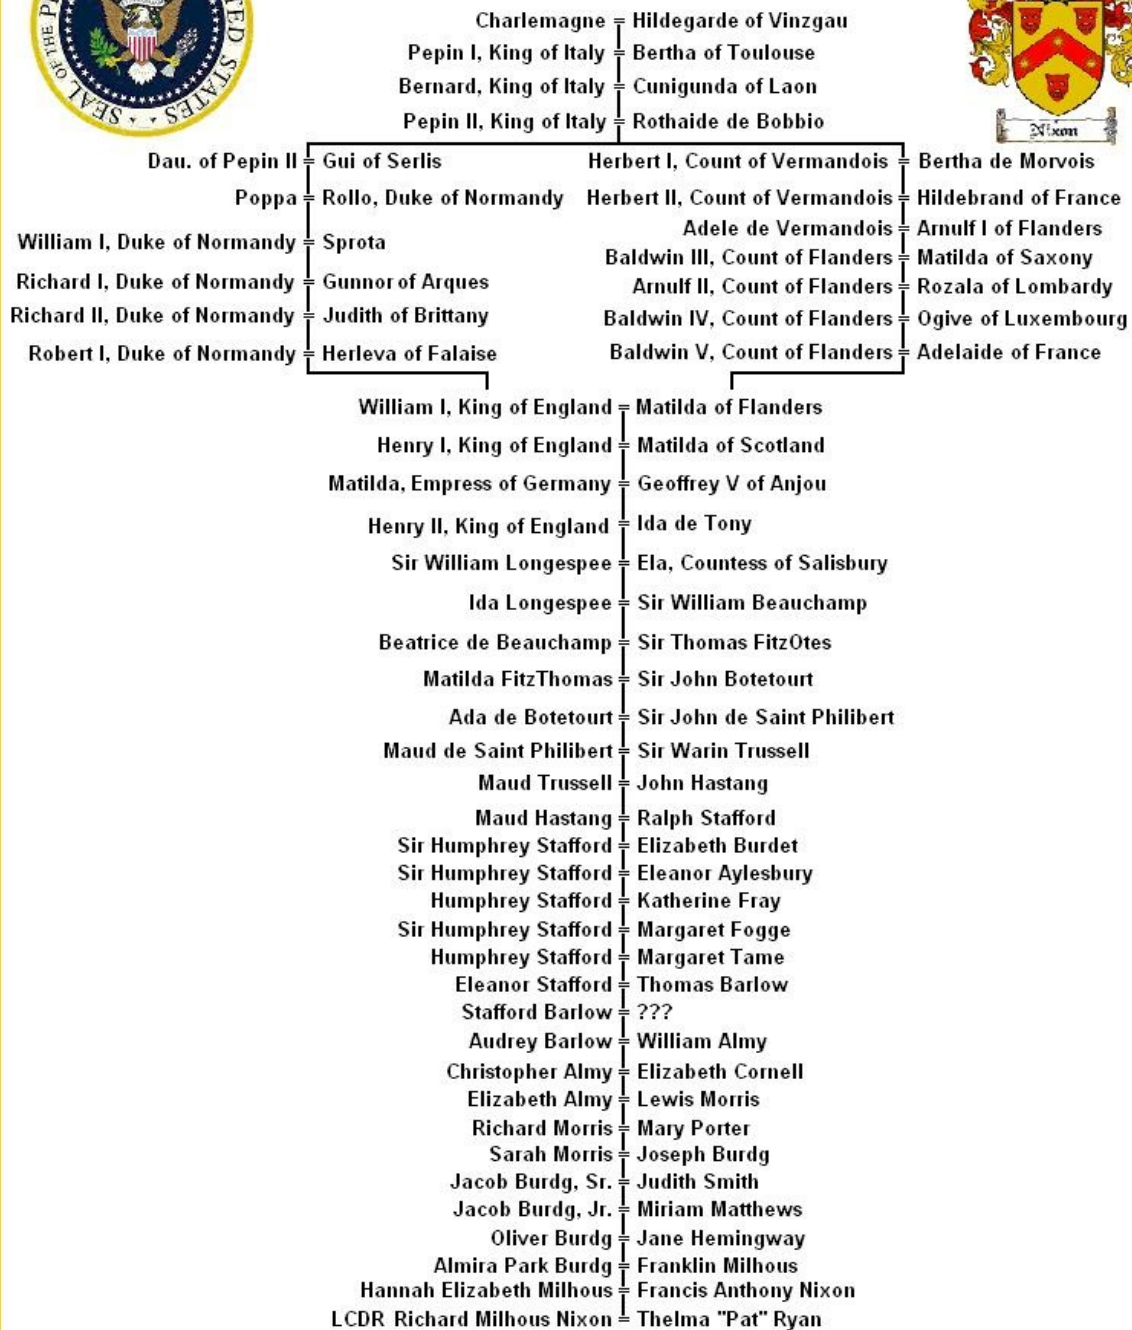 SEAL OF THE P
TED STATES
Nixon
Charlemagne = Hildegarde of Vinzgau
Pepin I, King of Italy = Bertha of Toulouse
Bernard, King of Italy = Cunigunda of Laon
Pepin II, King of Italy = Rothaide de Bobbio
Dau. of Pepin II = Gui of Serlis
Herbert I, Count of Vermandois = Bertha de Morvois
Poppa = Rollo, Duke of Normandy
Herbert II, Count of Vermandois = Hildebrand of France
Adele de Vermandois = Arnulf I of Flanders
William I, Duke of Normandy = Sprota
Baldwin III, Count of Flanders = Matilda of Saxony
Richard I, Duke of Normandy = Gunnor of Arques
Arnulf II, Count of Flanders = Rozala of Lombardy
Richard II, Duke of Normandy = Judith of Brittany
Baldwin IV, Count of Flanders = Ogive of Luxembourg
Robert I, Duke of Normandy = Herleva of Falaise
Baldwin V, Count of Flanders = Adelaide of France
William I, King of England = Matilda of Flanders
Henry I, King of England = Matilda of Scotland
Matilda, Empress of Germany = Geoffrey V of Anjou
Henry II, King of England = Ida de Tony
Sir William Longespee = Ela, Countess of Salisbury
Ida Longespee = Sir William Beauchamp
Beatrice de Beauchamp = Sir Thomas FitzOtes
Matilda FitzThomas = Sir John Botetourt
Ada de Botetourt = Sir John de Saint Philibert
Maud de Saint Philibert = Sir Warin Trussell
Maud Trussell = John Hastang
Maud Hastang = Ralph Stafford
Sir Humphrey Stafford = Elizabeth Burdet
Sir Humphrey Stafford = Eleanor Aylesbury
Humphrey Stafford = Katherine Fray
Sir Humphrey Stafford = Margaret Fogge
Humphrey Stafford = Margaret Tame
Eleanor Stafford = Thomas Barlow
Stafford Barlow = ???
Audrey Barlow = William Almy
Christopher Almy = Elizabeth Cornell
Elizabeth Almy = Lewis Morris
Richard Morris = Mary Porter
Sarah Morris = Joseph Burdg
Jacob Burdg, Sr. = Judith Smith
Jacob Burdg, Jr. = Miriam Matthews
Oliver Burdg = Jane Hemingway
Almira Park Burdg = Franklin Milhous
Hannah Elizabeth Milhous = Francis Anthony Nixon
LCDR Richard Milhous Nixon = Thelma "Pat" Ryan